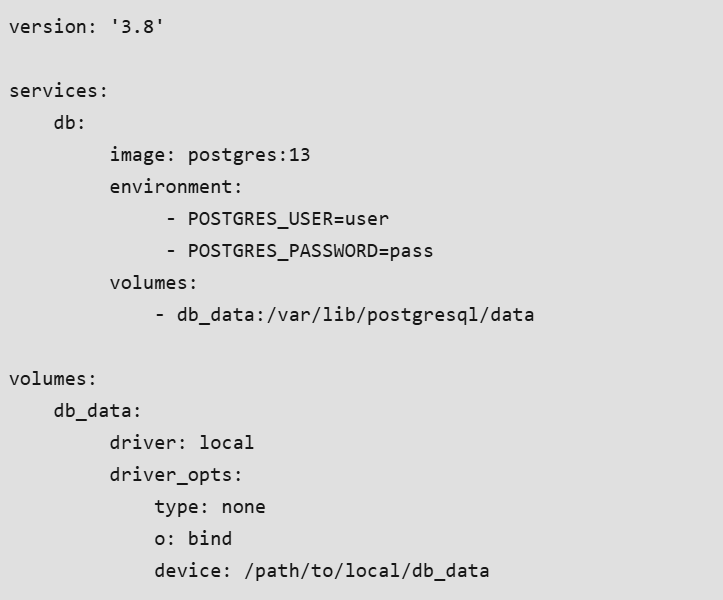 version: '3.8'

services:
    db:
         image: postgres:13
         environment:
              - POSTGRES_USER=user
              - POSTGRES_PASSWORD=pass
         volumes:
             - db_data:/var/lib/postgresql/data

volumes:
    db_data:
         driver: local
         driver_opts:
             type: none
             o: bind
             device: /path/to/local/db_data